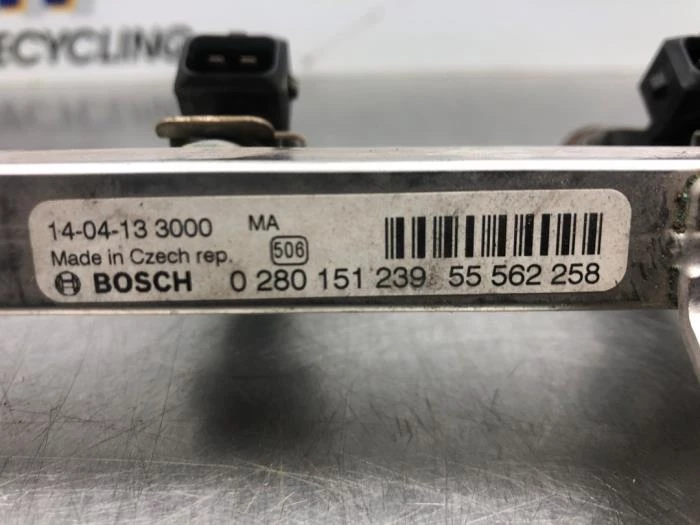 ECYCLING
14-04-13 3000 MA
Made in Czech rep. 506
BOSCH 0 280 151 239 55 562 258